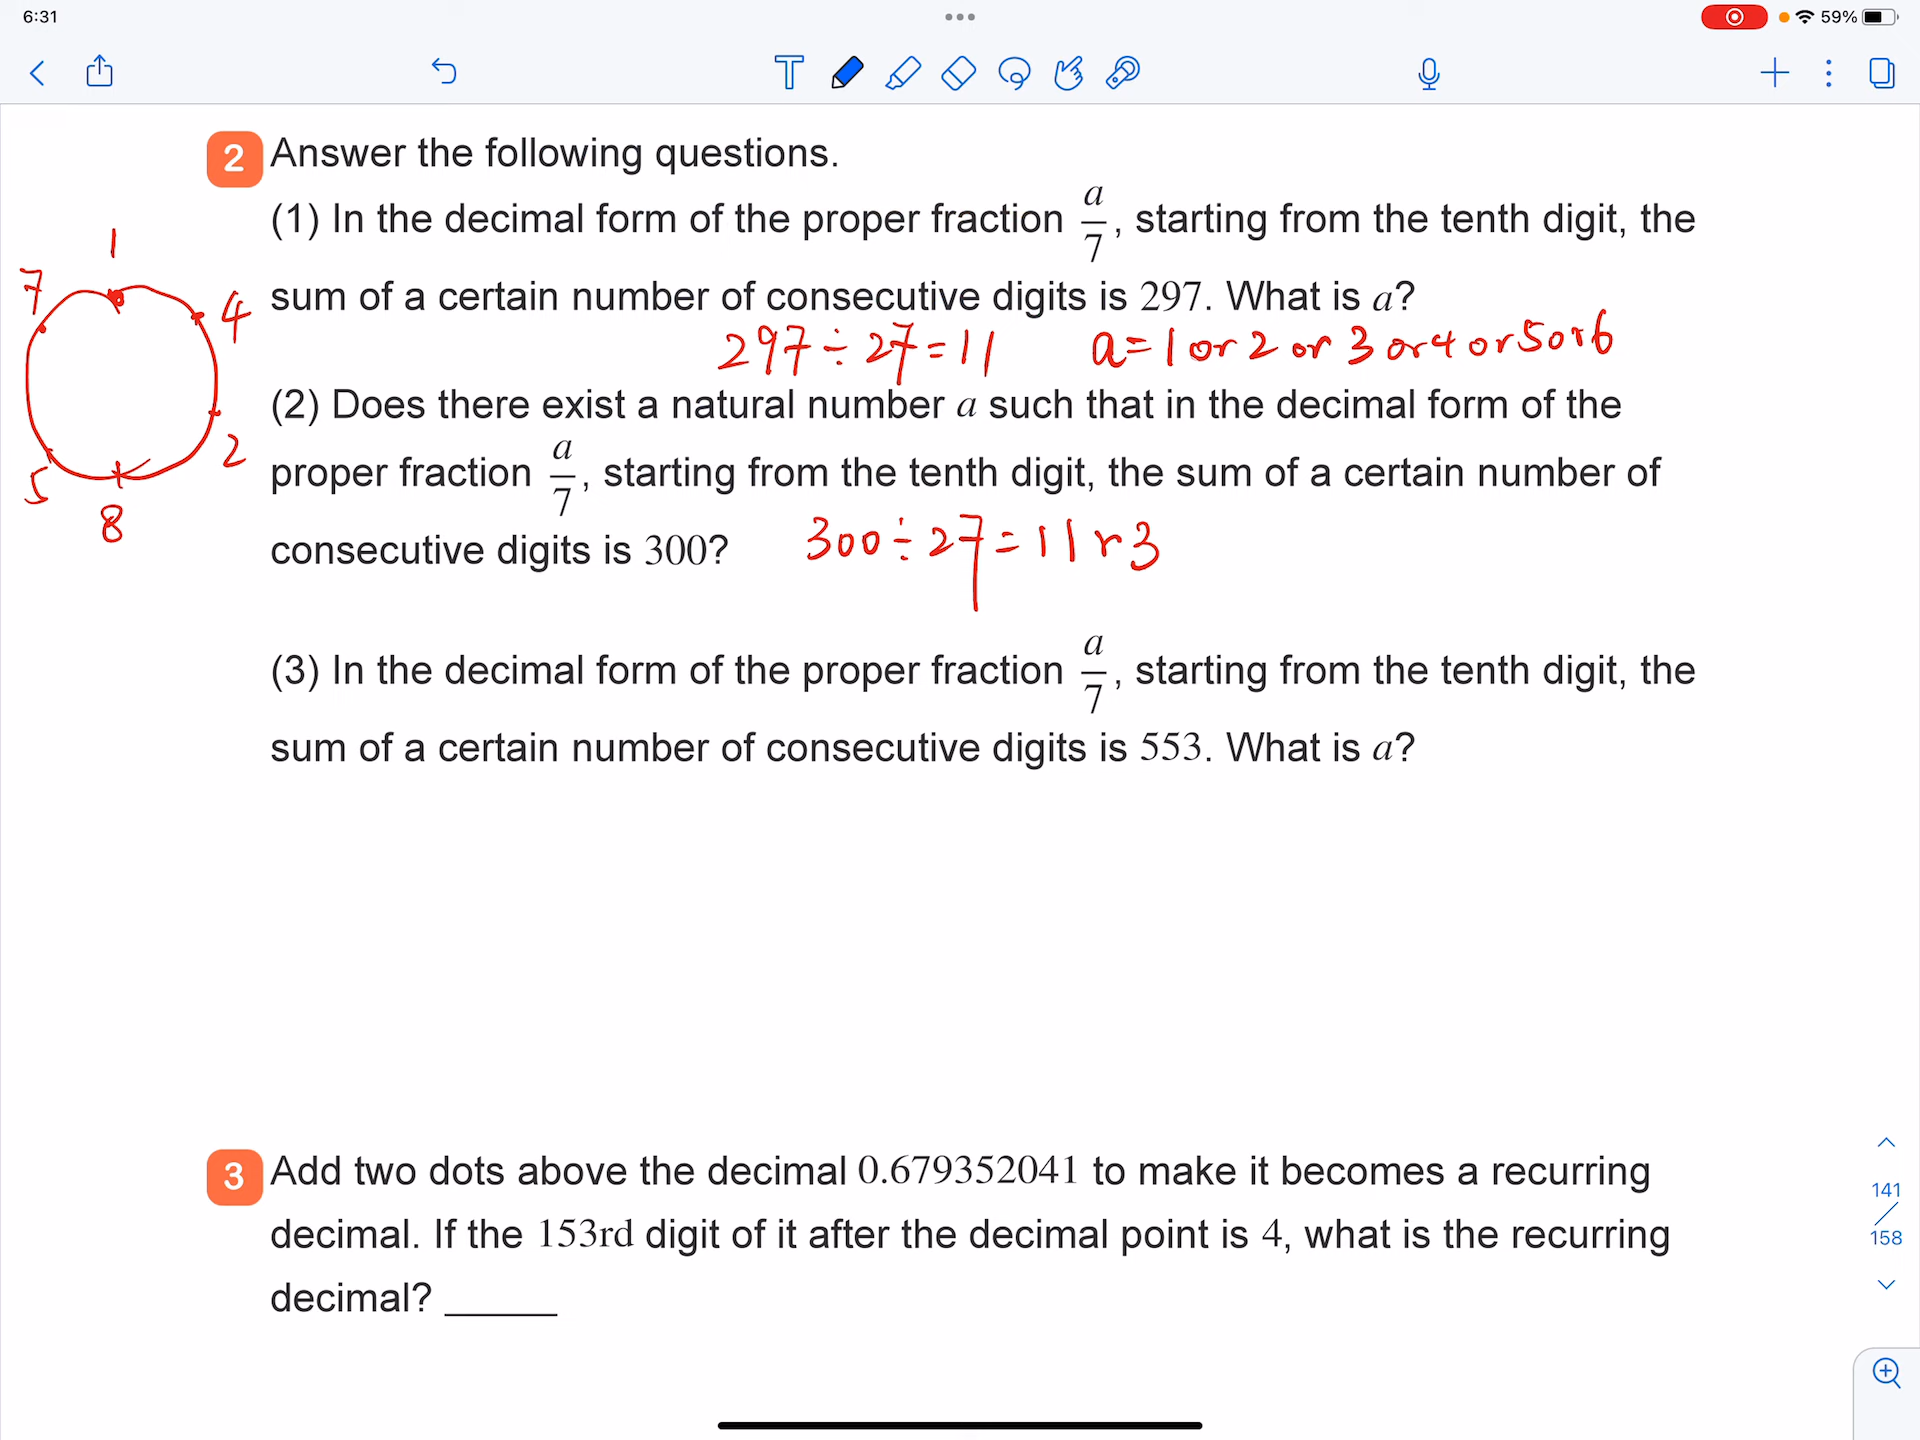 6:31
59%
2 Answer the following questions.
(1) In the decimal form of the proper fraction a/7, starting from the tenth digit, the
sum of a certain number of consecutive digits is 297. What is a?
297 ÷ 27 = 11 a = 1 or 2 or 3 or 4 or 5 or 6
(2) Does there exist a natural number a such that in the decimal form of the
proper fraction a/7, starting from the tenth digit, the sum of a certain number of
consecutive digits is 300? 300 ÷ 27 = 11 r 3
1
7
4
2
5
8
(3) In the decimal form of the proper fraction a/7, starting from the tenth digit, the
sum of a certain number of consecutive digits is 553. What is a?
3 Add two dots above the decimal 0.679352041 to make it becomes a recurring
decimal. If the 153rd digit of it after the decimal point is 4, what is the recurring
decimal? ______
141
/
158